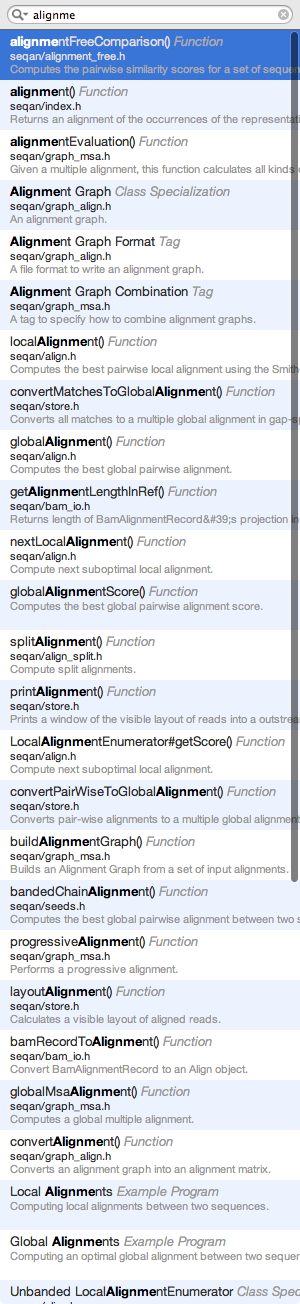 alignme
alignmentFreeComparison() Function
seqan/alignment_free.h
Computes the pairwise similarity scores for a set of sequen
alignment() Function
seqan/index.h
Returns an alignment of the occurrences of the representati
alignmentEvaluation() Function
seqan/graph_msa.h
Given a multiple alignment, this function calculates all kinds o
Alignment Graph Class Specialization
seqan/graph_align.h
An alignment graph.
Alignment Graph Format Tag
seqan/graph_align.h
A file format to write an alignment graph.
Alignment Graph Combination Tag
seqan/graph_msa.h
A tag to specify how to combine alignment graphs.
localAlignment() Function
seqan/align.h
Computes the best pairwise local alignment using the Smith
convertMatchesToGlobalAlignment() Function
seqan/store.h
Converts all matches to a multiple global alignment in gap-sp
globalAlignment() Function
seqan/align.h
Computes the best global pairwise alignment.
getAlignmentLengthInRef() Function
seqan/bam_io.h
Returns length of BamAlignmentRecord&#39;s projection in
nextLocalAlignment() Function
seqan/align.h
Compute next suboptimal local alignment.
globalAlignmentScore() Function
Computes the best global pairwise alignment score.
splitAlignment() Function
seqan/align_split.h
Compute split alignments.
printAlignment() Function
seqan/store.h
Prints a window of the visible layout of reads into a outstrea
LocalAlignmentEnumerator#getScore() Function
seqan/align.h
Compute next suboptimal local alignment.
convertPairWiseToGlobalAlignment() Function
seqan/store.h
Converts pair-wise alignments to a multiple global alignment
buildAlignmentGraph() Function
seqan/graph_msa.h
Builds an Alignment Graph from a set of input alignments.
bandedChainAlignment() Function
seqan/seeds.h
Computes the best global pairwise alignment between two s
progressiveAlignment() Function
seqan/graph_msa.h
Performs a progressive alignment.
layoutAlignment() Function
seqan/store.h
Calculates a visible layout of aligned reads.
bamRecordToAlignment() Function
seqan/bam_io.h
Convert BamAlignmentRecord to an Align object.
globalMsaAlignment() Function
seqan/graph_msa.h
Computes a global multiple alignment.
convertAlignment() Function
seqan/graph_align.h
Converts an alignment graph into an alignment matrix.
Local Alignments Example Program
Computing local alignments between two sequences.
Global Alignments Example Program
Computing an optimal global alignment between two sequen
Unbanded LocalAlignmentEnumerator Class Spec